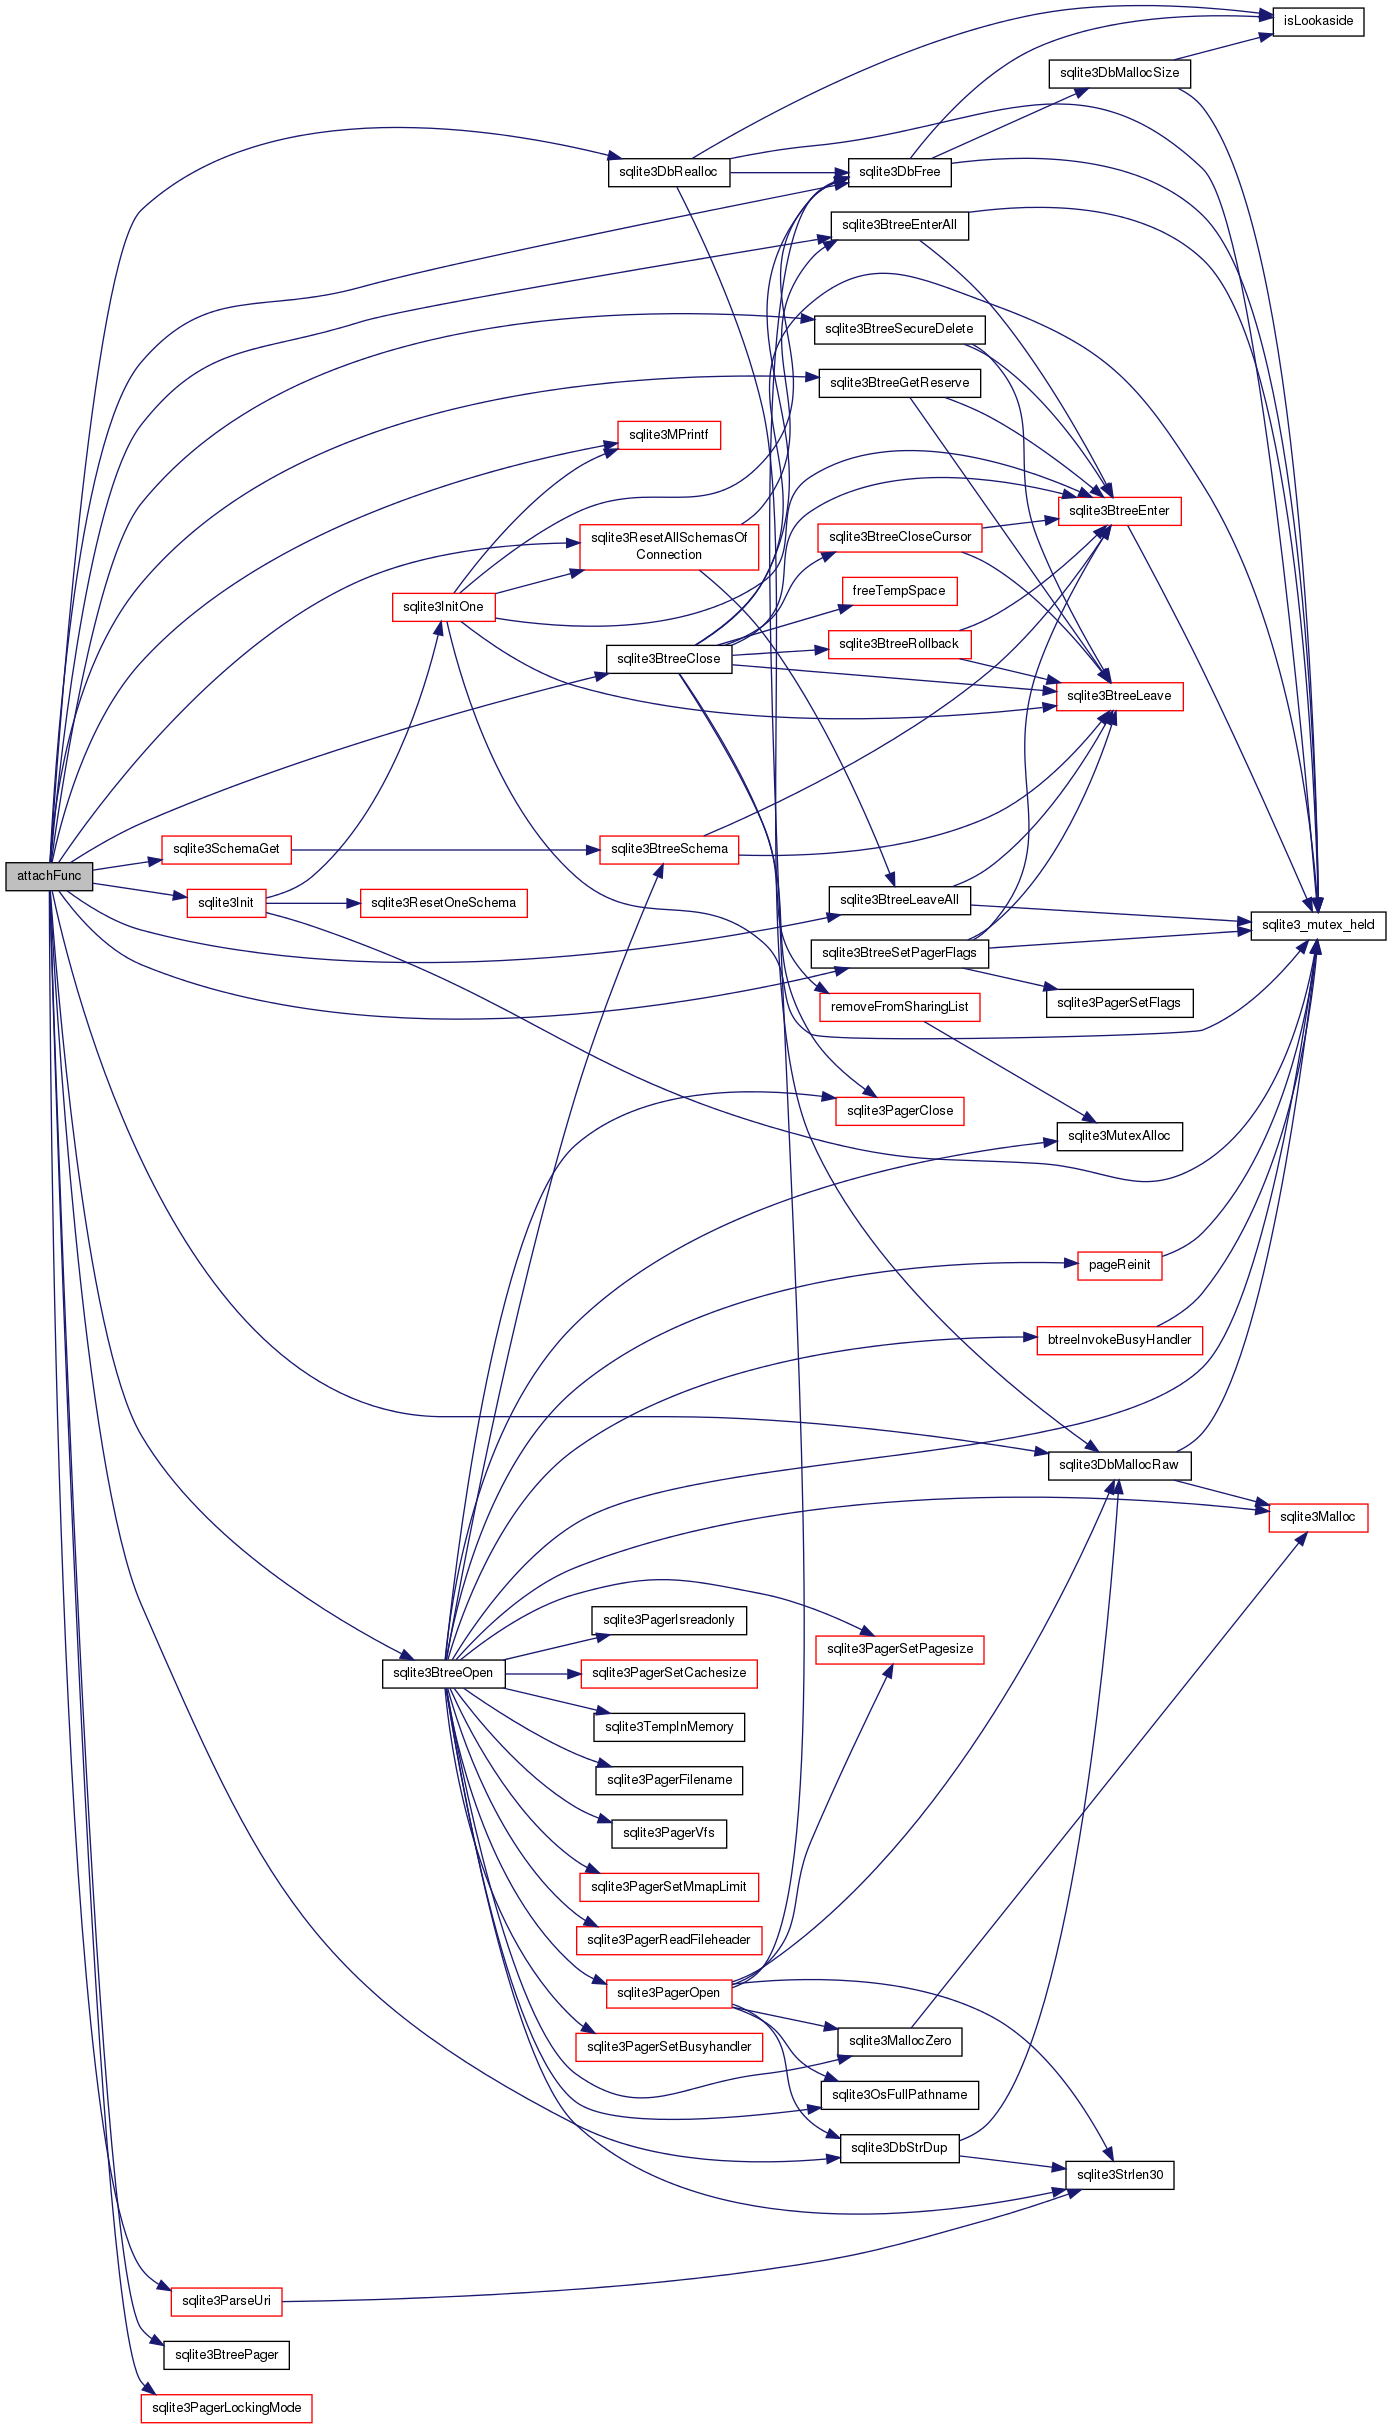 isLookaside
sqlite3DbMallocSize
sqlite3DbRealloc
sqlite3DbFree
sqlite3BtreeEnterAll
sqlite3BtreeSecureDelete
sqlite3BtreeGetReserve
sqlite3MPrintf
sqlite3BtreeEnter
sqlite3BtreeCloseCursor
sqlite3ResetAllSchemasOf
Connection
freeTempSpace
sqlite3InitOne
sqlite3BtreeRollback
sqlite3BtreeClose
sqlite3BtreeLeave
sqlite3SchemaGet
sqlite3BtreeSchema
attachFunc
sqlite3Init
sqlite3ResetOneSchema
sqlite3BtreeLeaveAll
sqlite3_mutex_held
sqlite3BtreeSetPagerFlags
sqlite3PagerSetFlags
removeFromSharingList
sqlite3PagerClose
sqlite3MutexAlloc
pageReinit
btreeInvokeBusyHandler
sqlite3DbMallocRaw
sqlite3Malloc
sqlite3PagerIsreadonly
sqlite3PagerSetPagesize
sqlite3BtreeOpen
sqlite3PagerSetCachesize
sqlite3TempInMemory
sqlite3PagerFilename
sqlite3PagerVfs
sqlite3PagerSetMmapLimit
sqlite3PagerReadFileheader
sqlite3PagerOpen
sqlite3MallocZero
sqlite3PagerSetBusyhandler
sqlite3OsFullPathname
sqlite3DbStrDup
sqlite3Strlen30
sqlite3ParseUri
sqlite3BtreePager
sqlite3PagerLockingMode